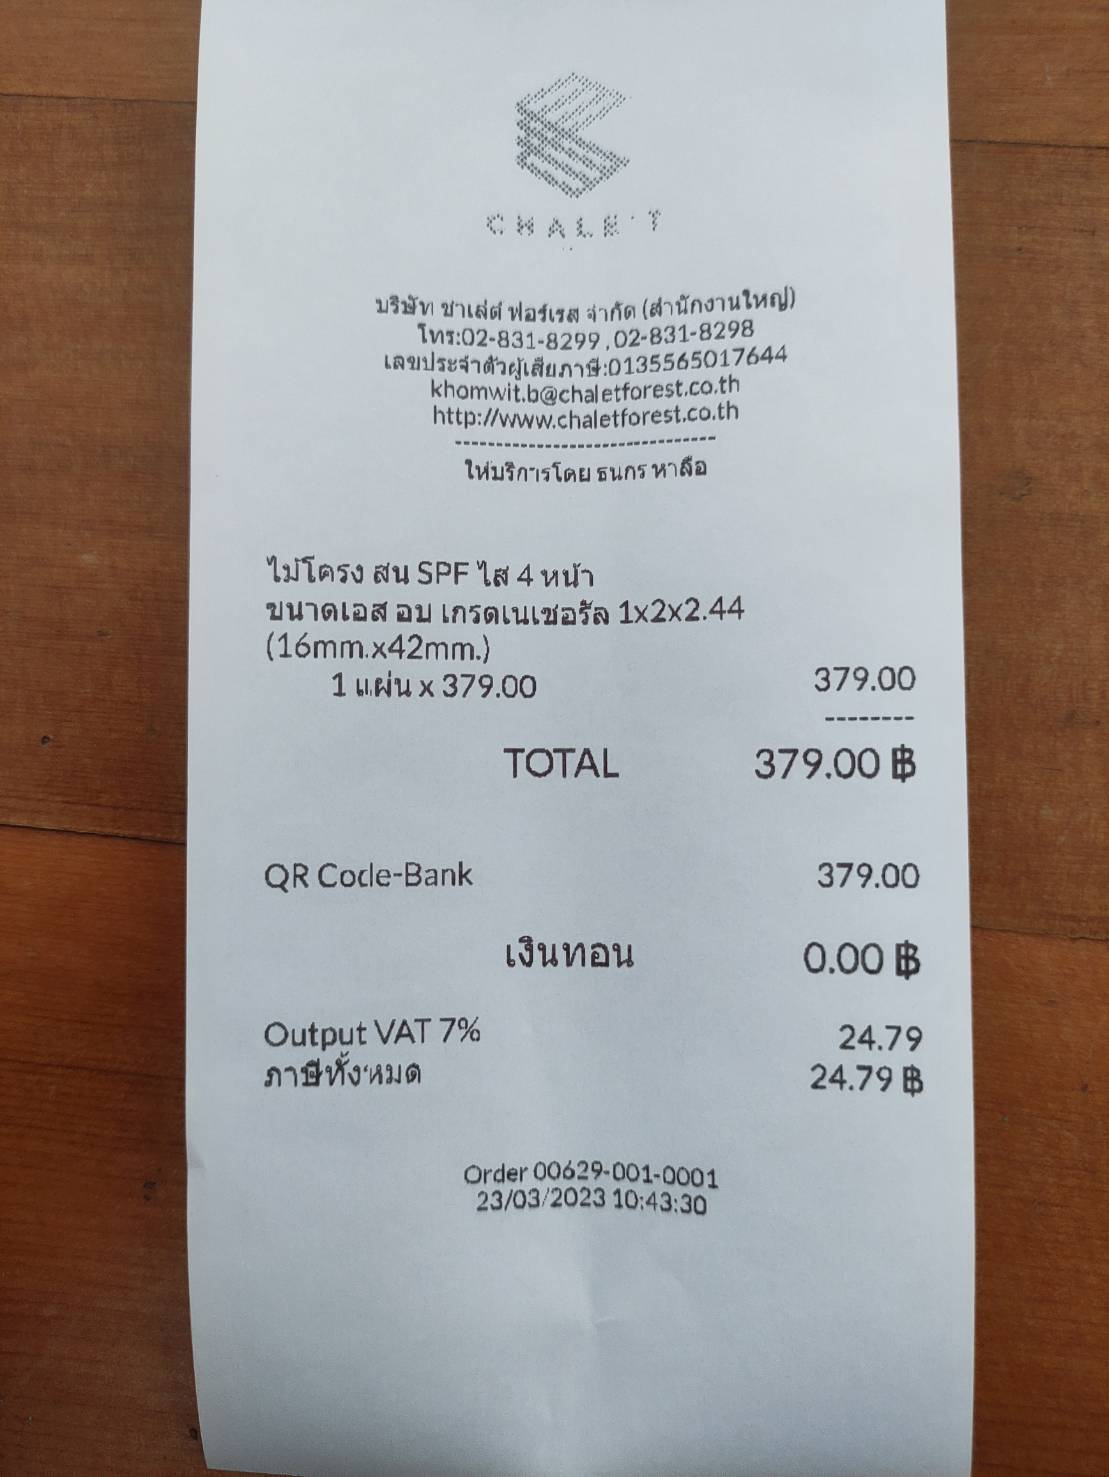 CHALE'T
บริษัท ชาเล่ต์ ฟอร์เรส จำกัด (สำนักงานใหญ่)
โทร:02-831-8299,02-831-8298
เลขประจำตัวผู้เสียภาษี:0135565017644
khomwit.b@chaletforest.co.th
http://www.chaletforest.co.th
--------------------------------
ให้บริการโดย ธนกร หาลือ
ไม้โครง สน SPF ไส 4 หน้า
ขนาดเอส อบ เกรดเนเชอรัล 1x2x2.44
(16mm.x42mm.)
1 แผ่น x 379.00 379.00
--------
TOTAL 379.00 ฿
QR Code-Bank 379.00
เงินทอน 0.00 ฿
Output VAT 7% 24.79
ภาษีทั้งหมด 24.79 ฿
Order 00629-001-0001
23/03/2023 10:43:30